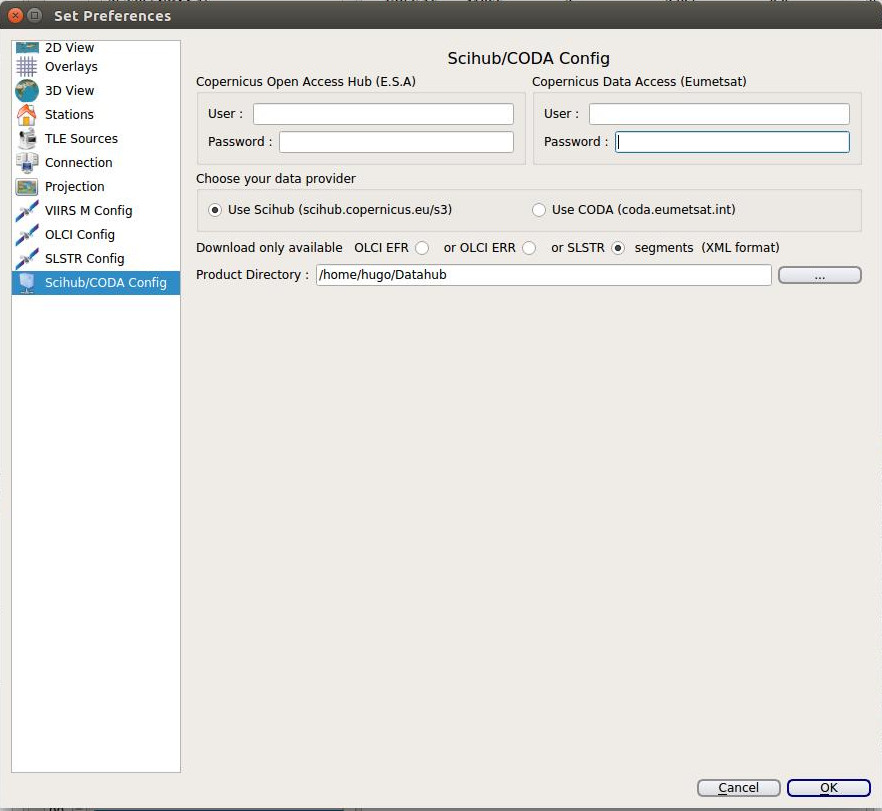 Set Preferences
2D View
Overlays
3D View
Stations
TLE Sources
Connection
Projection
VIIRS M Config
OLCI Config
SLSTR Config
Scihub/CODA Config
Scihub/CODA Config
Copernicus Open Access Hub (E.S.A)
User :
Password :
Copernicus Data Access (Eumetsat)
User :
Password :
Choose your data provider
Use Scihub (scihub.copernicus.eu/s3)
Use CODA (coda.eumetsat.int)
Download only available OLCI EFR or OLCI ERR or SLSTR segments (XML format)
Product Directory : /home/hugo/Datahub ...
Cancel OK